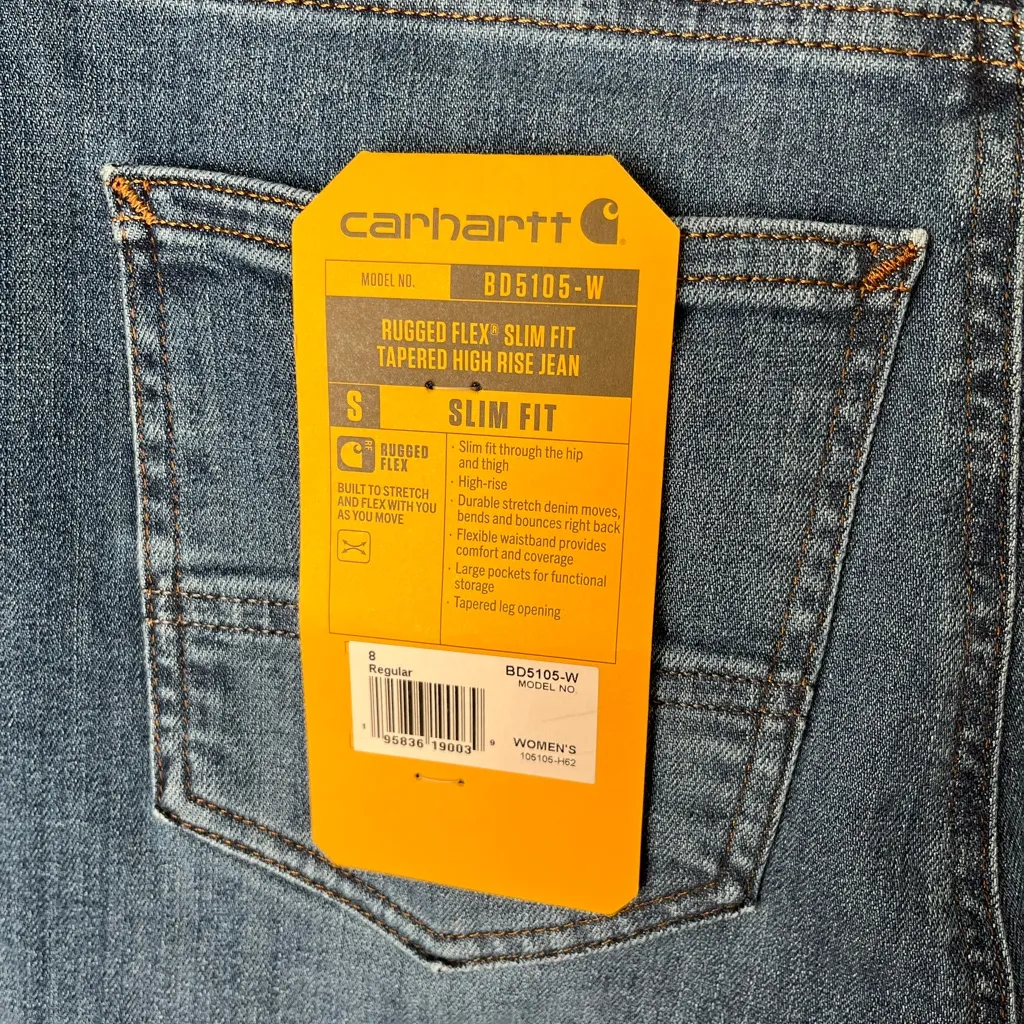 carhartt
MODEL NO. BD5105-W
RUGGED FLEX® SLIM FIT
TAPERED HIGH RISE JEAN
S SLIM FIT
RF
RUGGED
FLEX
BUILT TO STRETCH
AND FLEX WITH YOU
AS YOU MOVE
· Slim fit through the hip
and thigh
· High-rise
· Durable stretch denim moves,
bends and bounces right back
· Flexible waistband provides
comfort and coverage
· Large pockets for functional
storage
· Tapered leg opening
8
Regular
BD5105-W
MODEL NO.
1 95836 19003 9
WOMEN'S
105105-H62